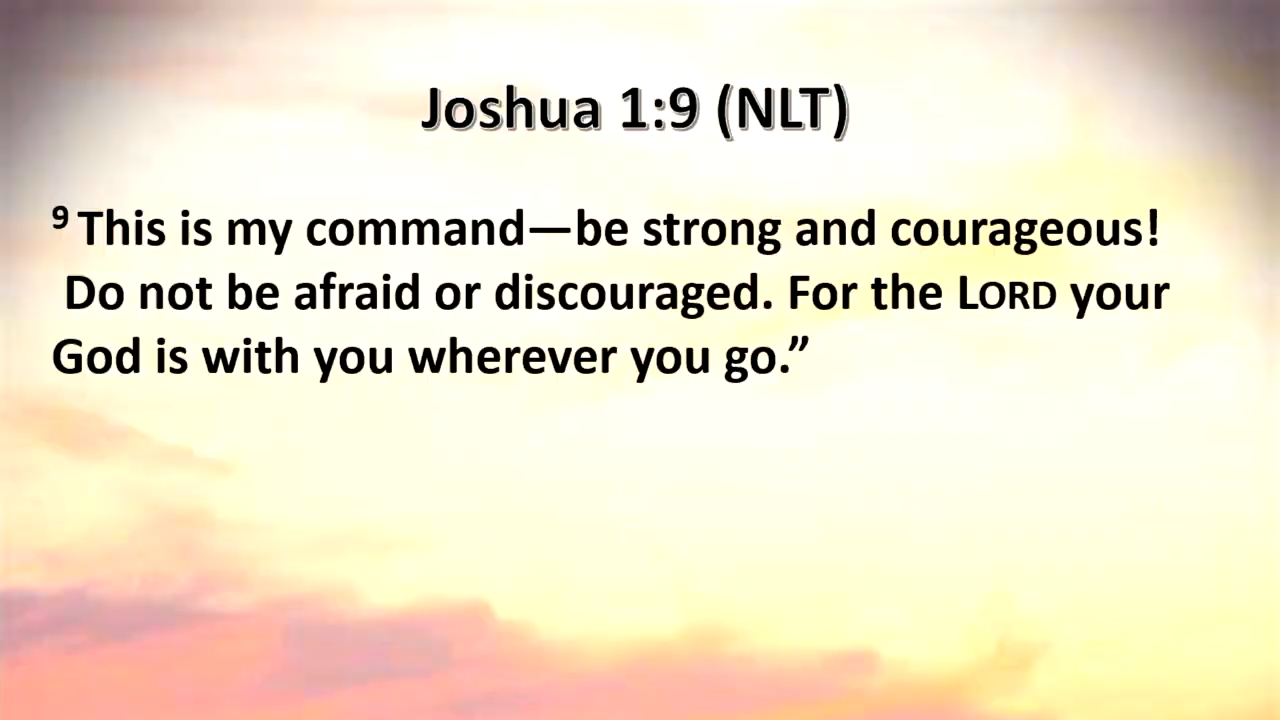 Joshua 1:9 (NLT)
⁹ This is my command—be strong and courageous!
Do not be afraid or discouraged. For the LORD your
God is with you wherever you go.”